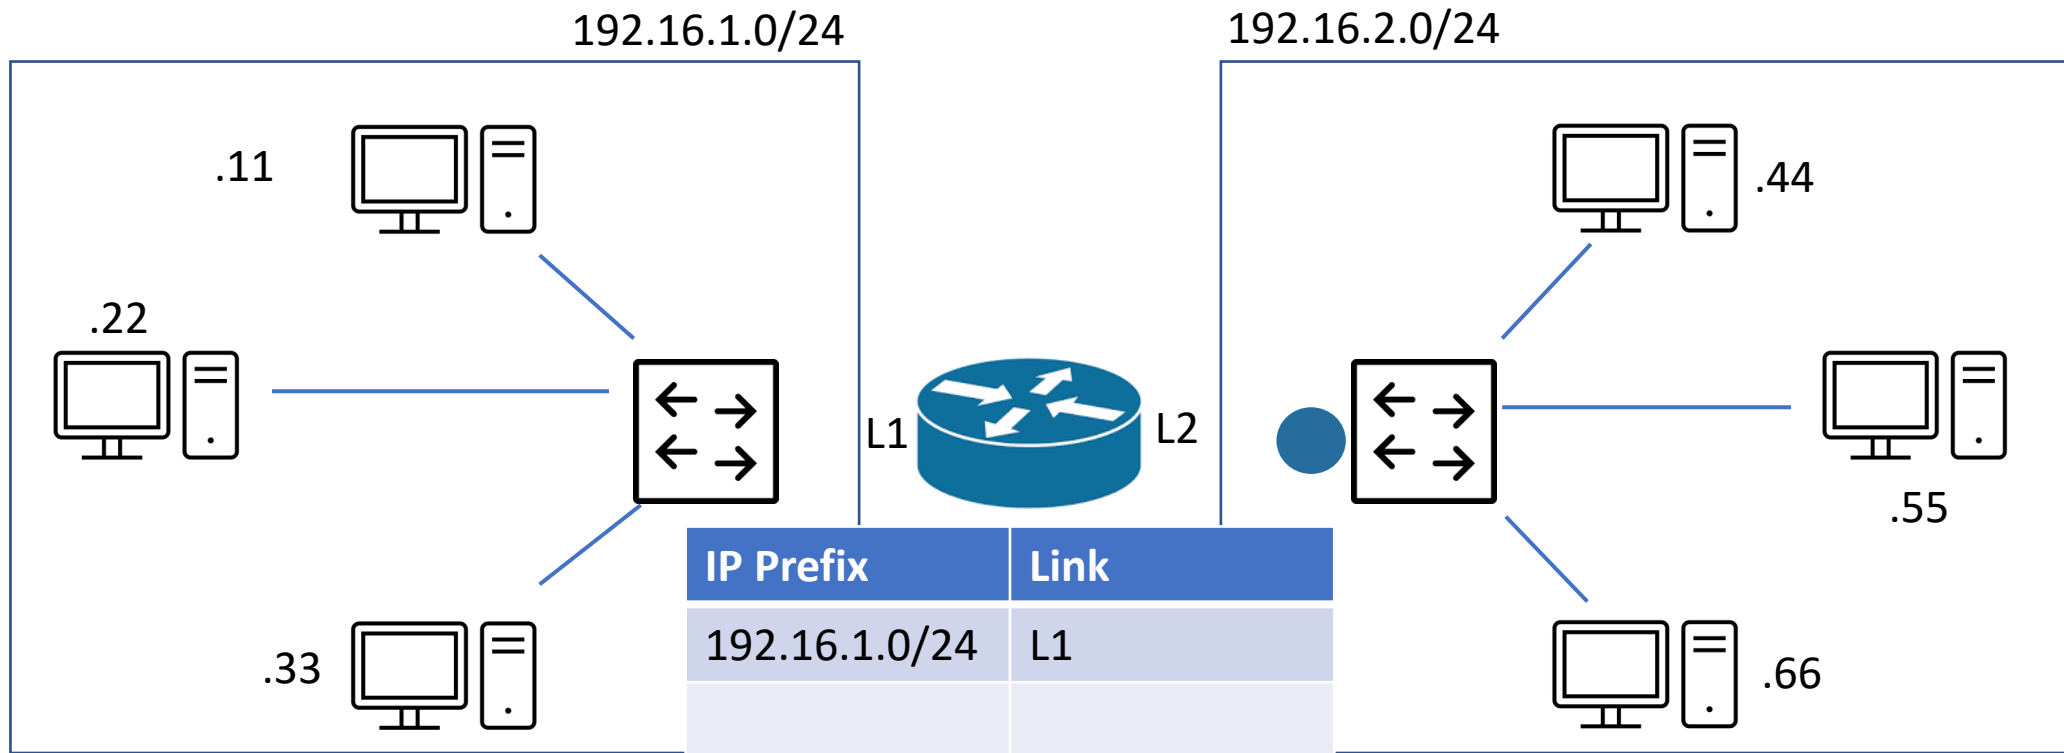 192.16.1.0/24
192.16.2.0/24
.11
.44
.22
L1
L2
.55
IP Prefix Link
192.16.1.0/24 L1
.33
.66